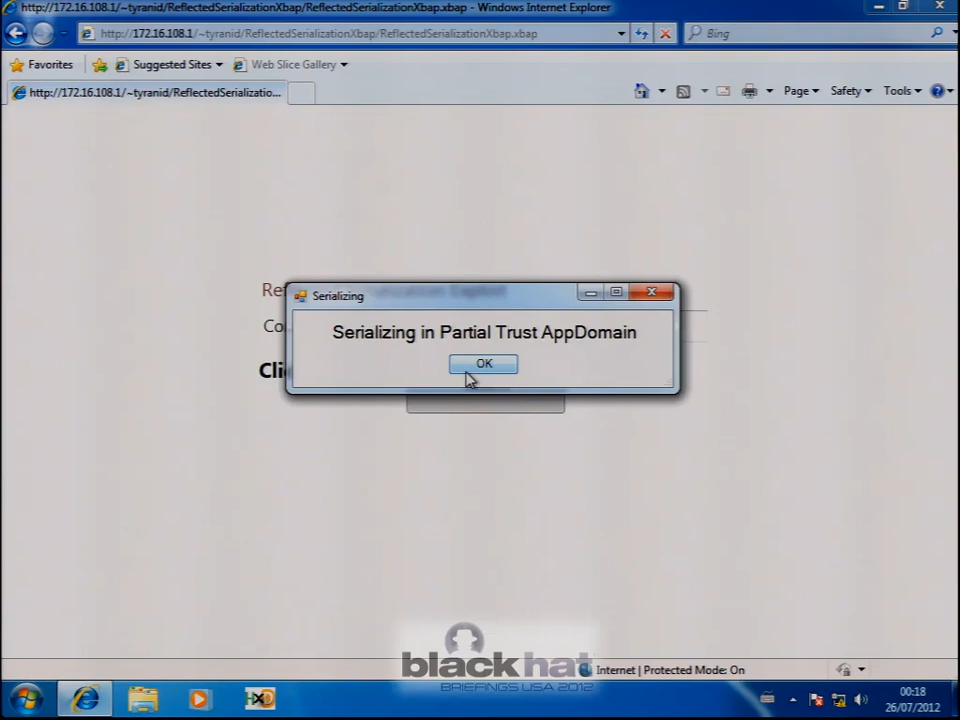 http://172.16.108.1/~tyranid/ReflectedSerializationXbap/ReflectedSerializationXbap.xbap - Windows Internet Explorer
http://172.16.108.1/~tyranid/ReflectedSerializationXbap/ReflectedSerializationXbap.xbap
Bing
Favorites Suggested Sites Web Slice Gallery
http://172.16.108.1/~tyranid/ReflectedSerializatio... Page Safety Tools
Serializing
Serializing in Partial Trust AppDomain
OK
Cli
black hat
BRIEFINGS USA 2012
Internet | Protected Mode: On
00:18
26/07/2012